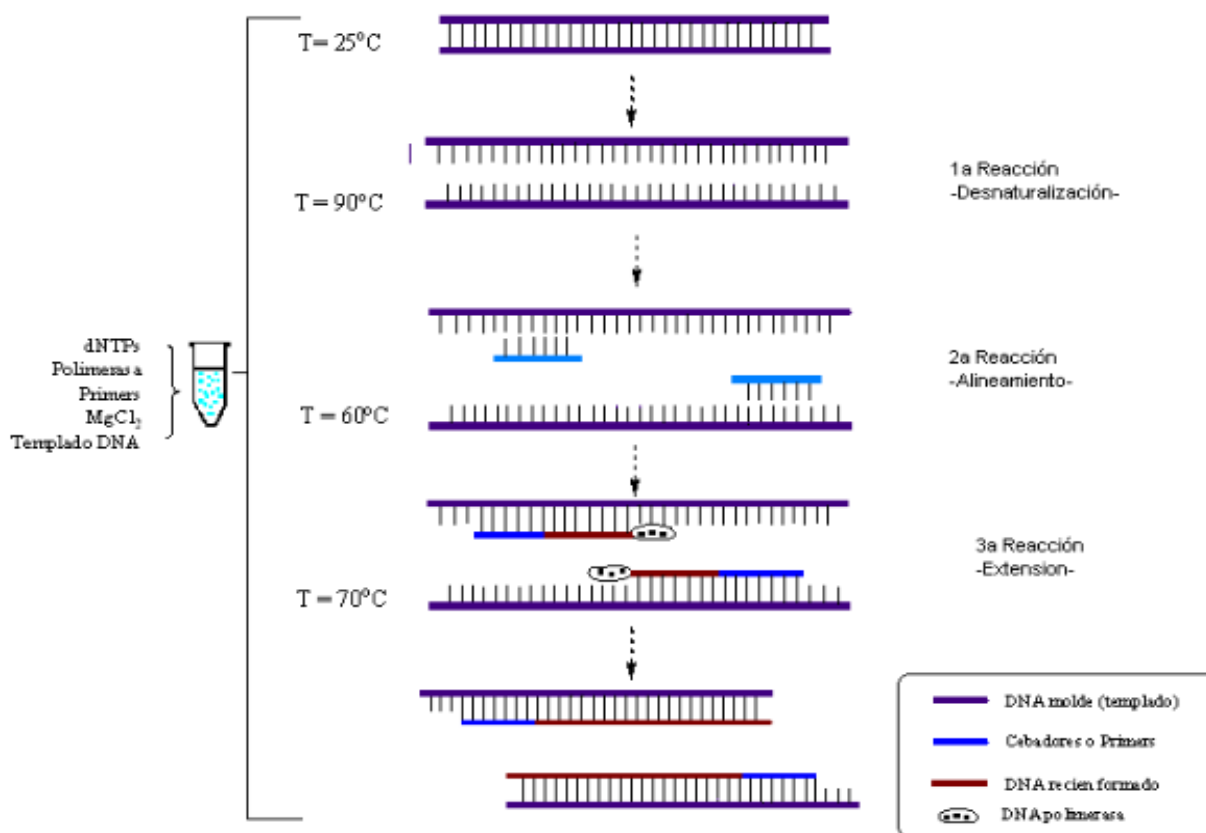 T= 25°C
T = 90°C
1a Reacción
-Desnaturalización-
dNTPs
Polimerasa
Primers
MgCl₂
Templado DNA
T = 60°C
2a Reacción
-Alineamiento-
T = 70°C
3a Reacción
-Extension-
DNA molde (templado)
Cebadores o Primers
DNA recien formado
DNA polimerasa